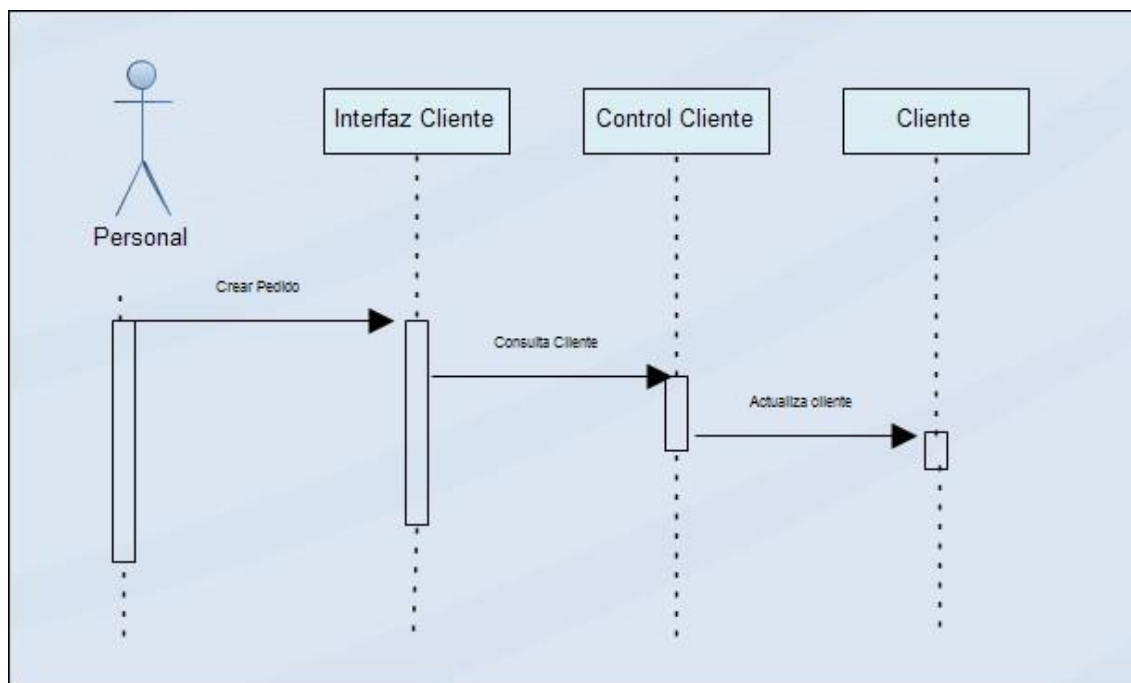 Interfaz Cliente
Control Cliente
Cliente
Personal
Crear Pedido
Consulta Cliente
Actualiza cliente